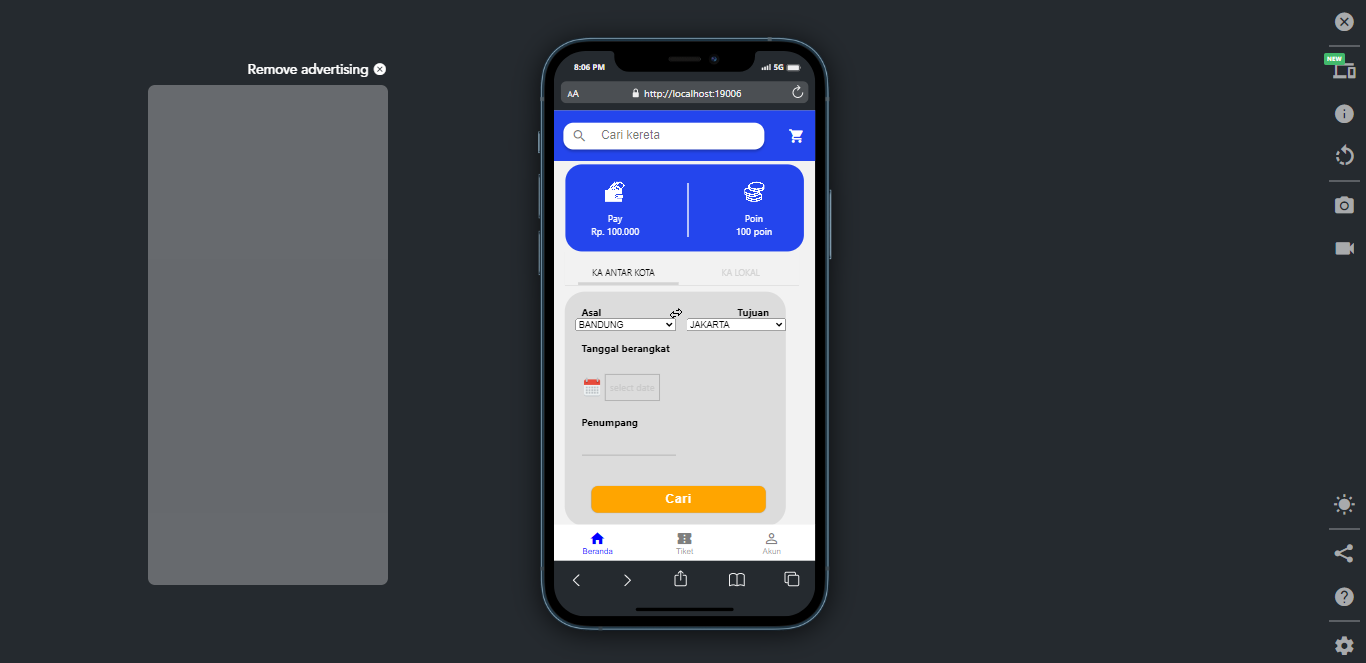 Remove advertising
NEW
8:06 PM
5G
AA
http://localhost:19006
Cari kereta
Pay
Rp. 100.000
Poin
100 poin
KA ANTAR KOTA
KA LOKAL
Asal
Tujuan
BANDUNG
JAKARTA
Tanggal berangkat
select date
Penumpang
Cari
Beranda
Tiket
Akun